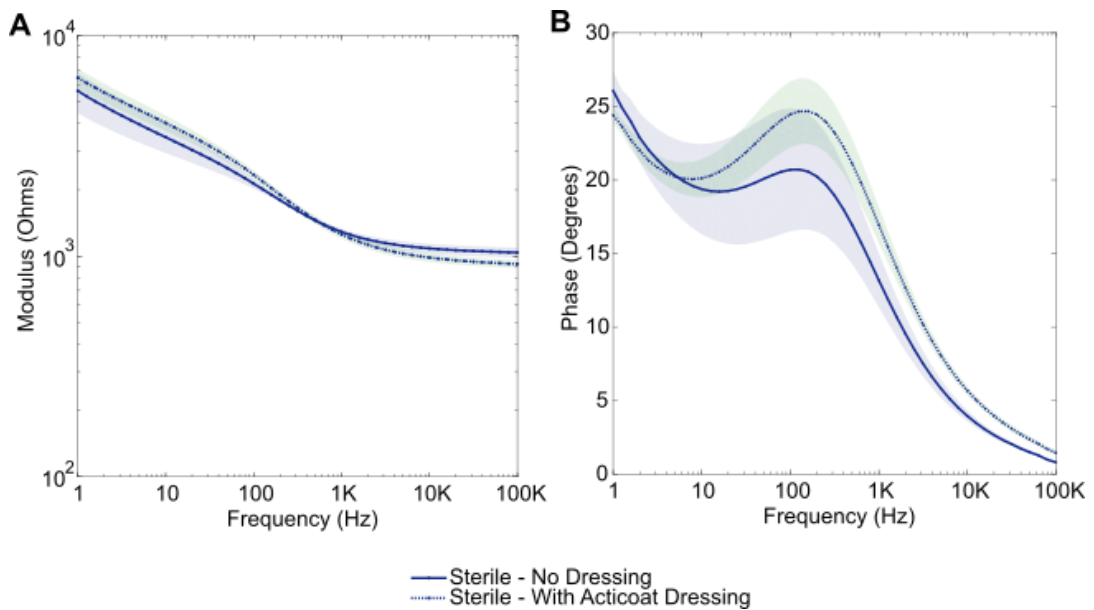 A
B
10^4
10^3
10^2
Modulus (Ohms)
1 10 100 1K 10K 100K
Frequency (Hz)
30
25
20
15
10
5
0
Phase (Degrees)
1 10 100 1K 10K 100K
Frequency (Hz)
Sterile - No Dressing
Sterile - With Acticoat Dressing